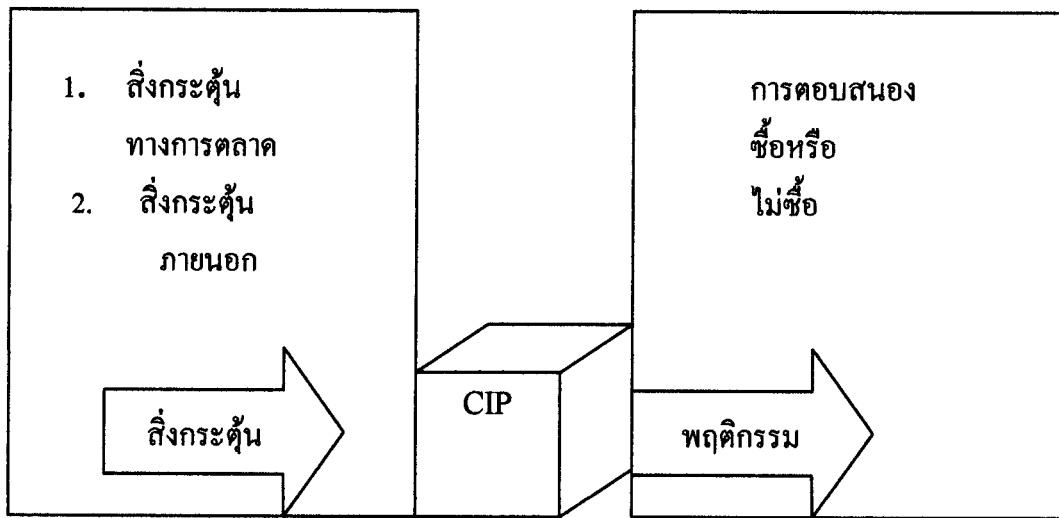 1. สิ่งกระตุ้น
ทางการตลาด
2. สิ่งกระตุ้น
ภายนอก
สิ่งกระตุ้น
CIP
การตอบสนอง
ซื้อหรือ
ไม่ซื้อ
พฤติกรรม